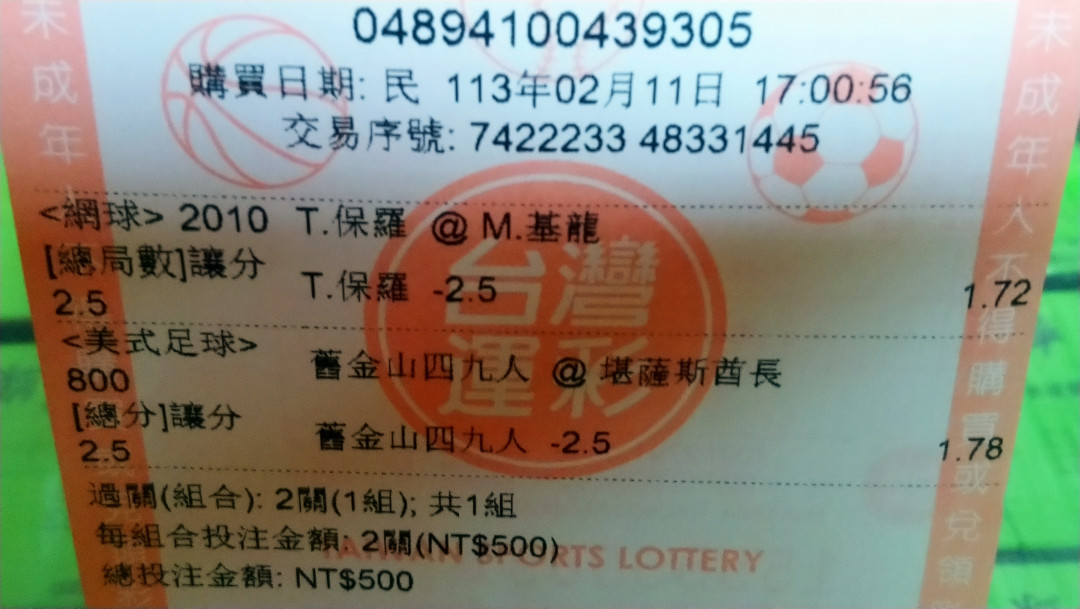 04894100439305
購買日期: 民 113年02月11日 17:00:56
交易序號: 7422233 48331445
<網球> 2010 T.保羅 @ M.基龍
[總局數]讓分
2.5 T.保羅 -2.5 1.72
<美式足球>
800 舊金山四九人 @ 堪薩斯酋長
[總分]讓分
2.5 舊金山四九人 -2.5 1.78
過關(組合): 2關(1組); 共1組
每組合投注金額: 2關(NT$500)
總投注金額: NT$500
台灣
運彩
TAIWAN SPORTS LOTTERY
未成年
未成年人不得購買或兌領